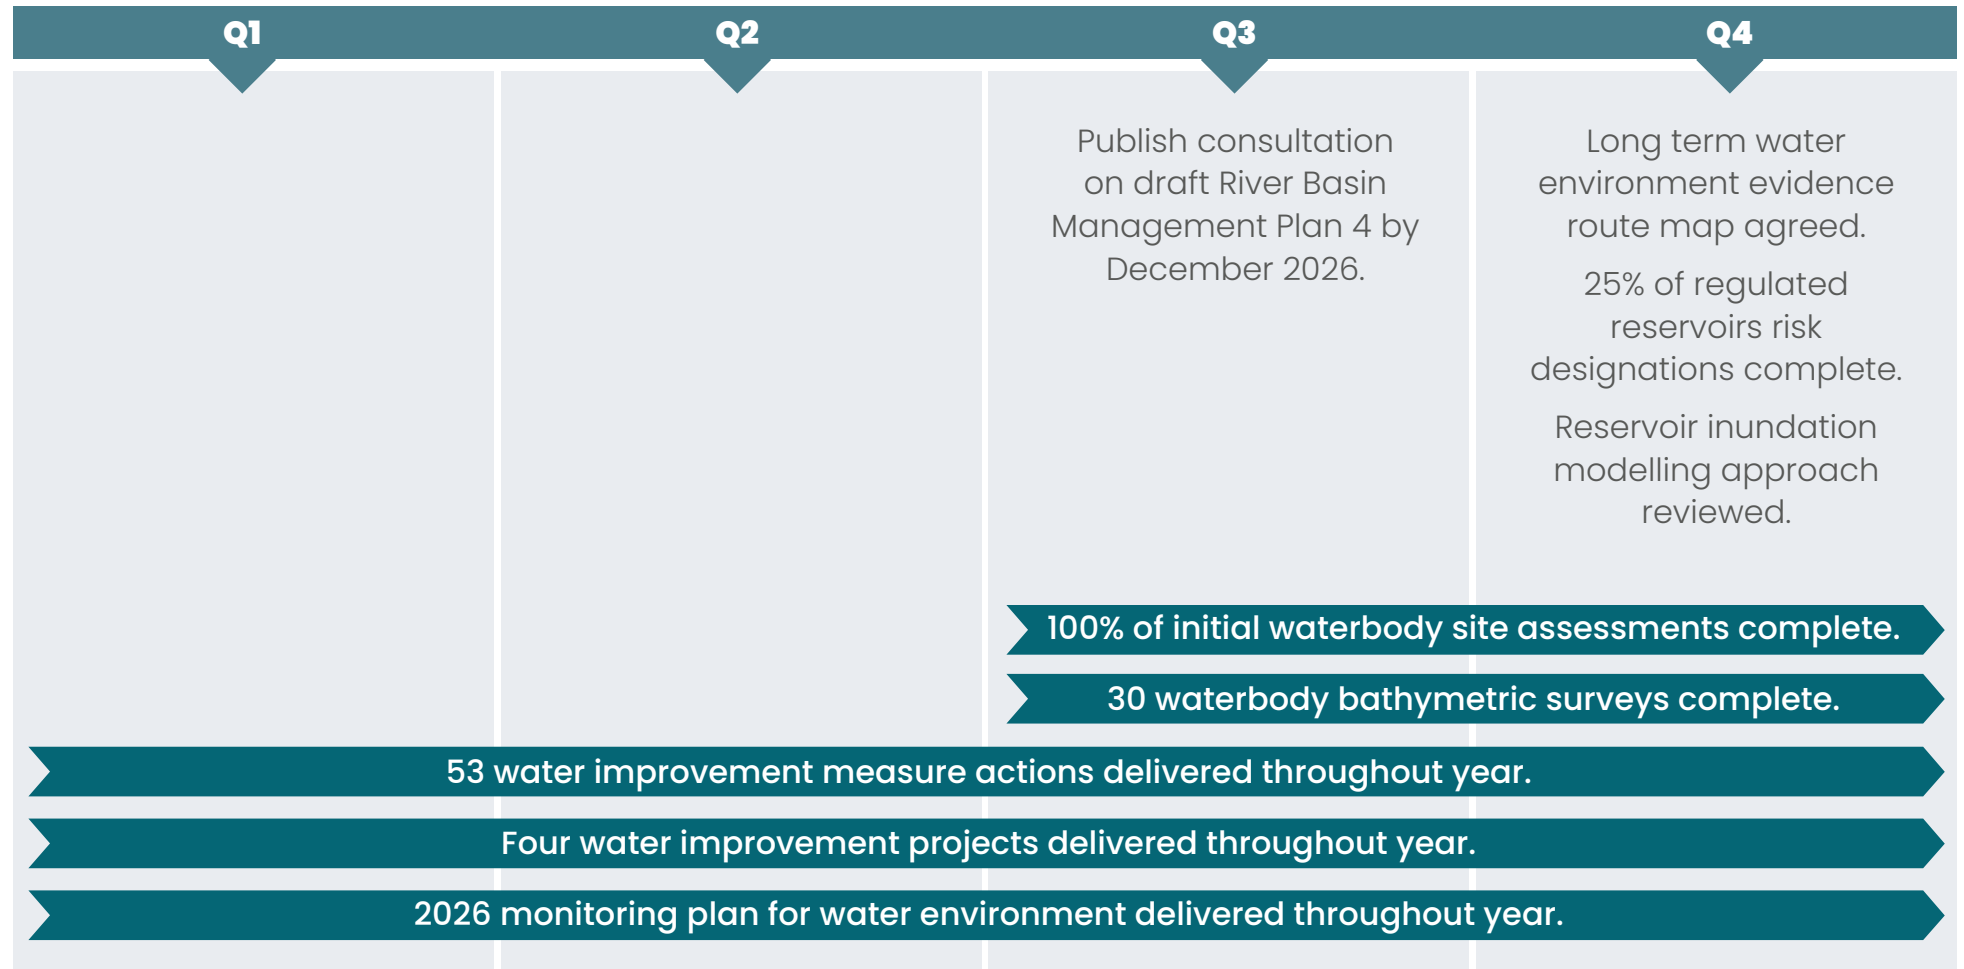 Q1
Q2
Q3
Q4
Publish consultation
on draft River Basin
Management Plan 4 by
December 2026.
Long term water
environment evidence
route map agreed.
25% of regulated
reservoirs risk
designations complete.
Reservoir inundation
modelling approach
reviewed.
100% of initial waterbody site assessments complete.
30 waterbody bathymetric surveys complete.
53 water improvement measure actions delivered throughout year.
Four water improvement projects delivered throughout year.
2026 monitoring plan for water environment delivered throughout year.